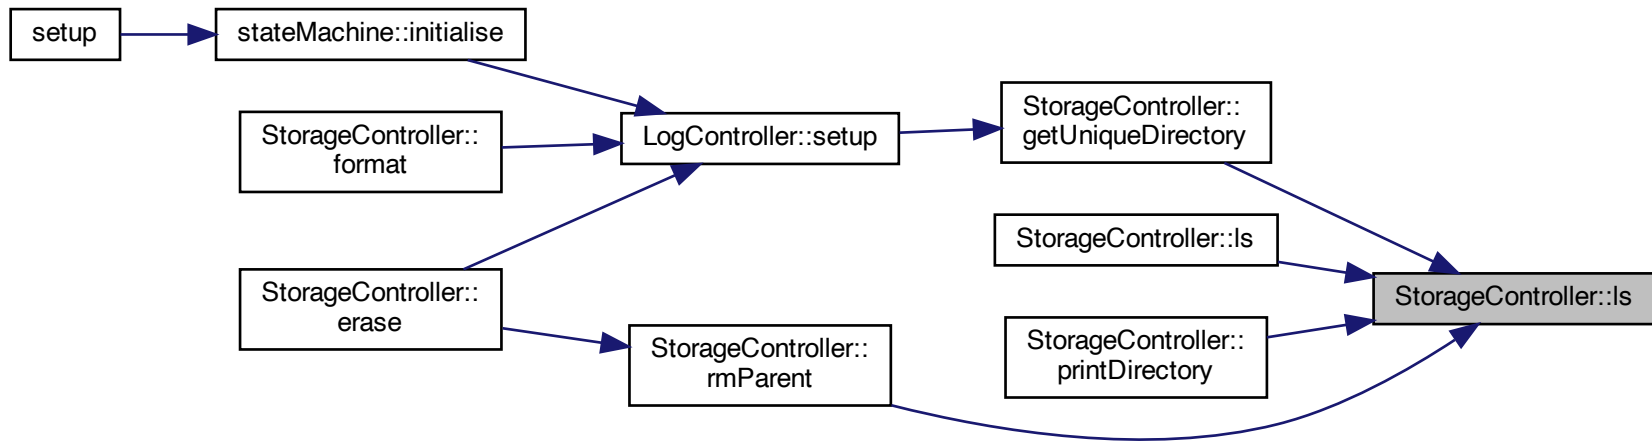 setup
stateMachine::initialise
StorageController::
format
StorageController::
erase
LogController::setup
StorageController::
rmParent
StorageController::
getUniqueDirectory
StorageController::ls
StorageController::
printDirectory
StorageController::ls